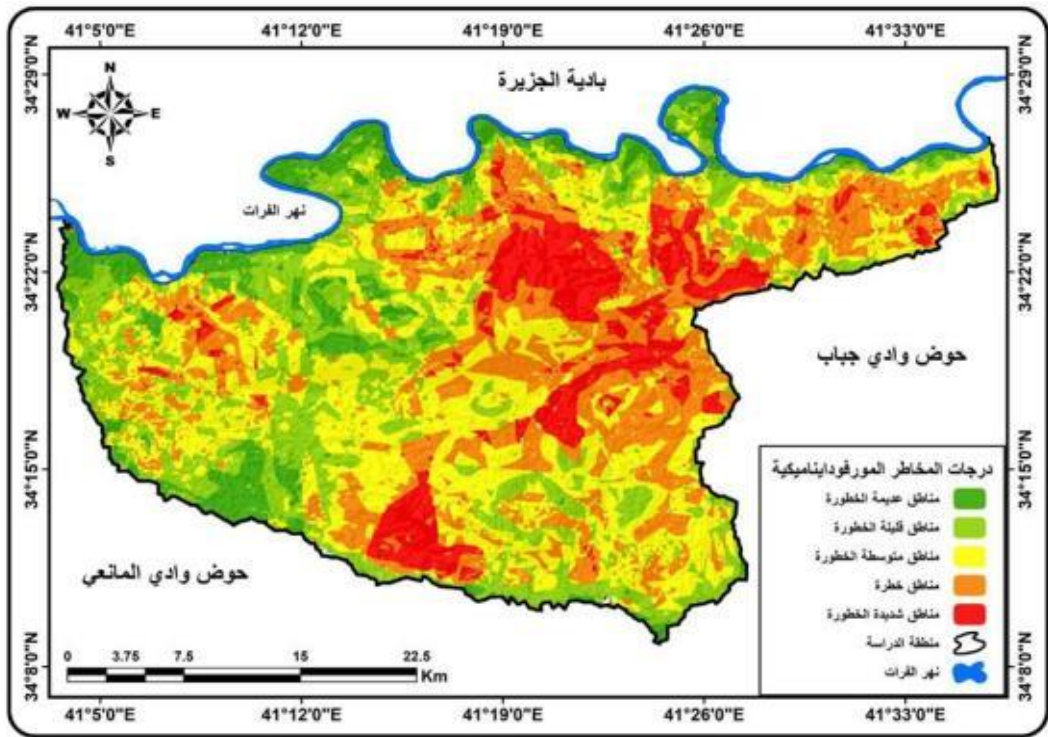 41°5'0"E 41°12'0"E 41°19'0"E 41°26'0"E 41°33'0"E
34°29'0"N
34°29'0"N
N
W E
S
بادية الجزيرة
نهر الفرات
34°22'0"N
34°22'0"N
حوض وادي جباب
34°15'0"N
34°15'0"N
درجات المخاطر المورفودايناميكية
مناطق عديمة الخطورة
مناطق قليلة الخطورة
مناطق متوسطة الخطورة
مناطق خطرة
مناطق شديدة الخطورة
منطقة الدراسة
نهر الفرات
حوض وادي المانعي
0 3.75 7.5 15 22.5
Km
34°8'0"N
34°8'0"N
41°5'0"E 41°12'0"E 41°19'0"E 41°26'0"E 41°33'0"E